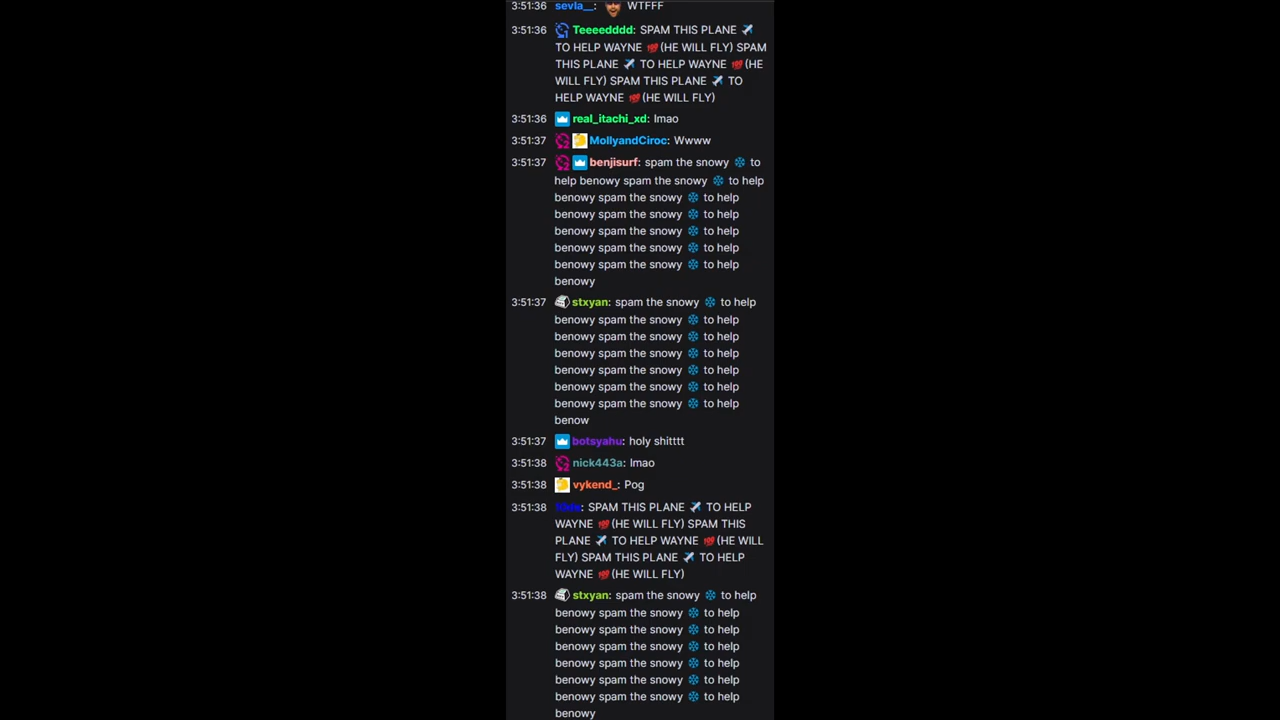 3:51:36 sevla__: WTFFF
3:51:36 Teeeedddd: SPAM THIS PLANE ✈️
TO HELP WAYNE 💯(HE WILL FLY) SPAM
THIS PLANE ✈️ TO HELP WAYNE 💯(HE
WILL FLY) SPAM THIS PLANE ✈️ TO
HELP WAYNE 💯(HE WILL FLY)
3:51:36 real_itachi_xd: lmao
3:51:37 MollyandCiroc: Wwww
3:51:37 benjisurf: spam the snowy ❄️ to
help benowy spam the snowy ❄️ to help
benowy spam the snowy ❄️ to help
benowy spam the snowy ❄️ to help
benowy spam the snowy ❄️ to help
benowy spam the snowy ❄️ to help
benowy spam the snowy ❄️ to help
benowy
3:51:37 stxyan: spam the snowy ❄️ to help
benowy spam the snowy ❄️ to help
benowy spam the snowy ❄️ to help
benowy spam the snowy ❄️ to help
benowy spam the snowy ❄️ to help
benowy spam the snowy ❄️ to help
benowy spam the snowy ❄️ to help
benow
3:51:37 botsyahu: holy shitttt
3:51:38 nick443a: lmao
3:51:38 vykend_: Pog
3:51:38 : SPAM THIS PLANE ✈️ TO HELP
WAYNE 💯(HE WILL FLY) SPAM THIS
PLANE ✈️ TO HELP WAYNE 💯(HE WILL
FLY) SPAM THIS PLANE ✈️ TO HELP
WAYNE 💯(HE WILL FLY)
3:51:38 stxyan: spam the snowy ❄️ to help
benowy spam the snowy ❄️ to help
benowy spam the snowy ❄️ to help
benowy spam the snowy ❄️ to help
benowy spam the snowy ❄️ to help
benowy spam the snowy ❄️ to help
benowy spam the snowy ❄️ to help
benowy